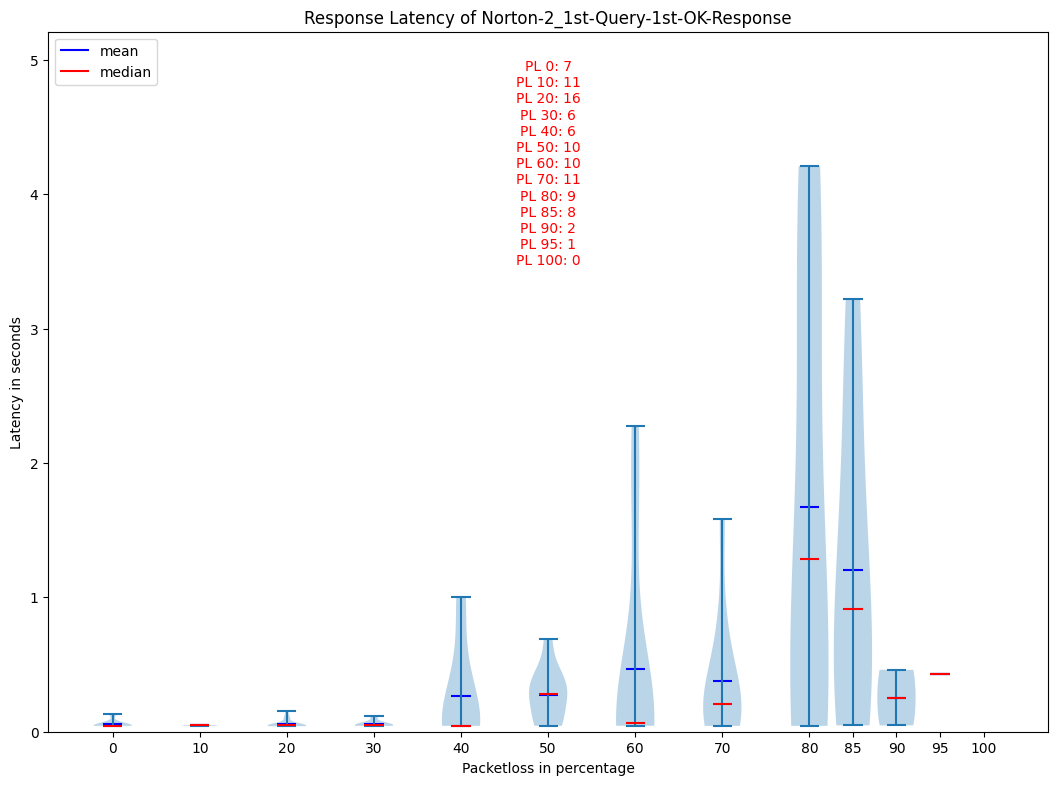 Response Latency of Norton-2_1st-Query-1st-OK-Response
mean
median
PL 0: 7
PL 10: 11
PL 20: 16
PL 30: 6
PL 40: 6
PL 50: 10
PL 60: 10
PL 70: 11
PL 80: 9
PL 85: 8
PL 90: 2
PL 95: 1
PL 100: 0
Latency in seconds
5
4
3
2
1
0
0 10 20 30 40 50 60 70 80 85 90 95 100
Packetloss in percentage